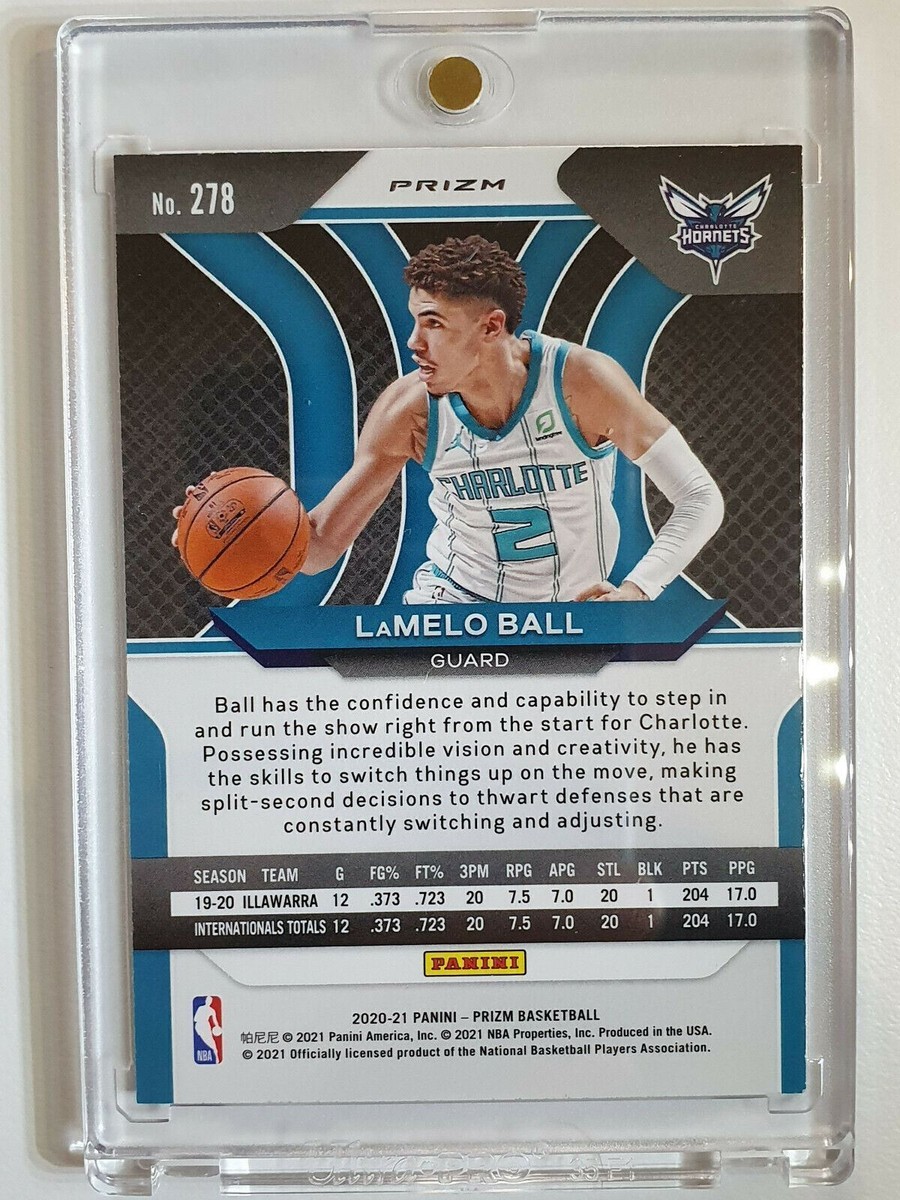 No. 278
PRIZM
CHARLOTTE
HORNETS
lendingtree
CHARLOTTE
2
LAMELO BALL
GUARD
Ball has the confidence and capability to step in
and run the show right from the start for Charlotte.
Possessing incredible vision and creativity, he has
the skills to switch things up on the move, making
split-second decisions to thwart defenses that are
constantly switching and adjusting.
SEASON TEAM G FG% FT% 3PM RPG APG STL BLK PTS PPG
19-20 ILLAWARRA 12 .373 .723 20 7.5 7.0 20 1 204 17.0
INTERNATIONALS TOTALS 12 .373 .723 20 7.5 7.0 20 1 204 17.0
PANINI
NBA
2020-21 PANINI – PRIZM BASKETBALL
帕尼尼 © 2021 Panini America, Inc. © 2021 NBA Properties, Inc. Produced in the USA.
© 2021 Officially licensed product of the National Basketball Players Association.
Ultra·PRO